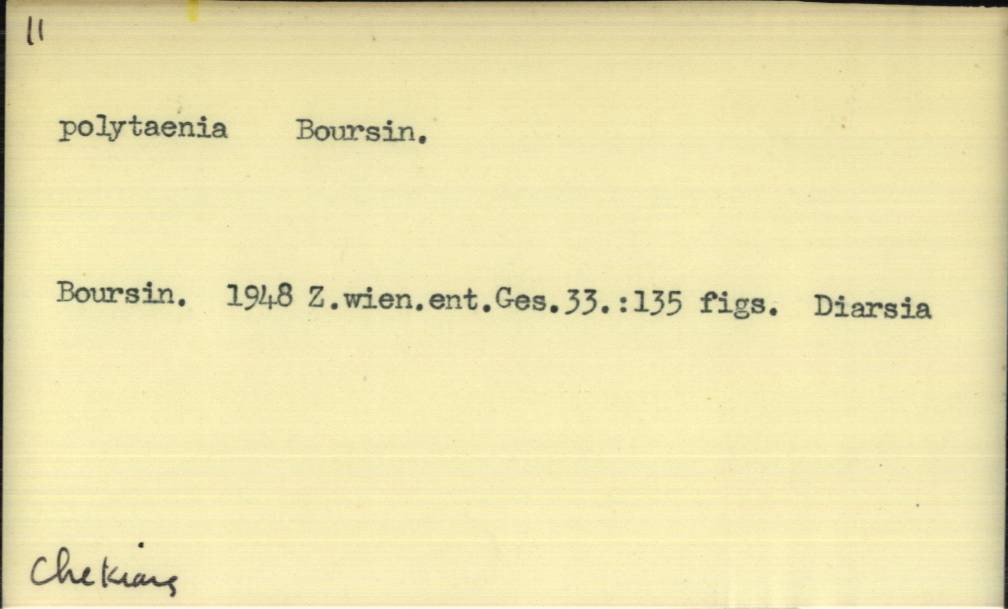 11
polytaenia Boursin.
Boursin. 1948 Z.wien.ent.Ges.33.:135 figs. Diarsia
Chekiang